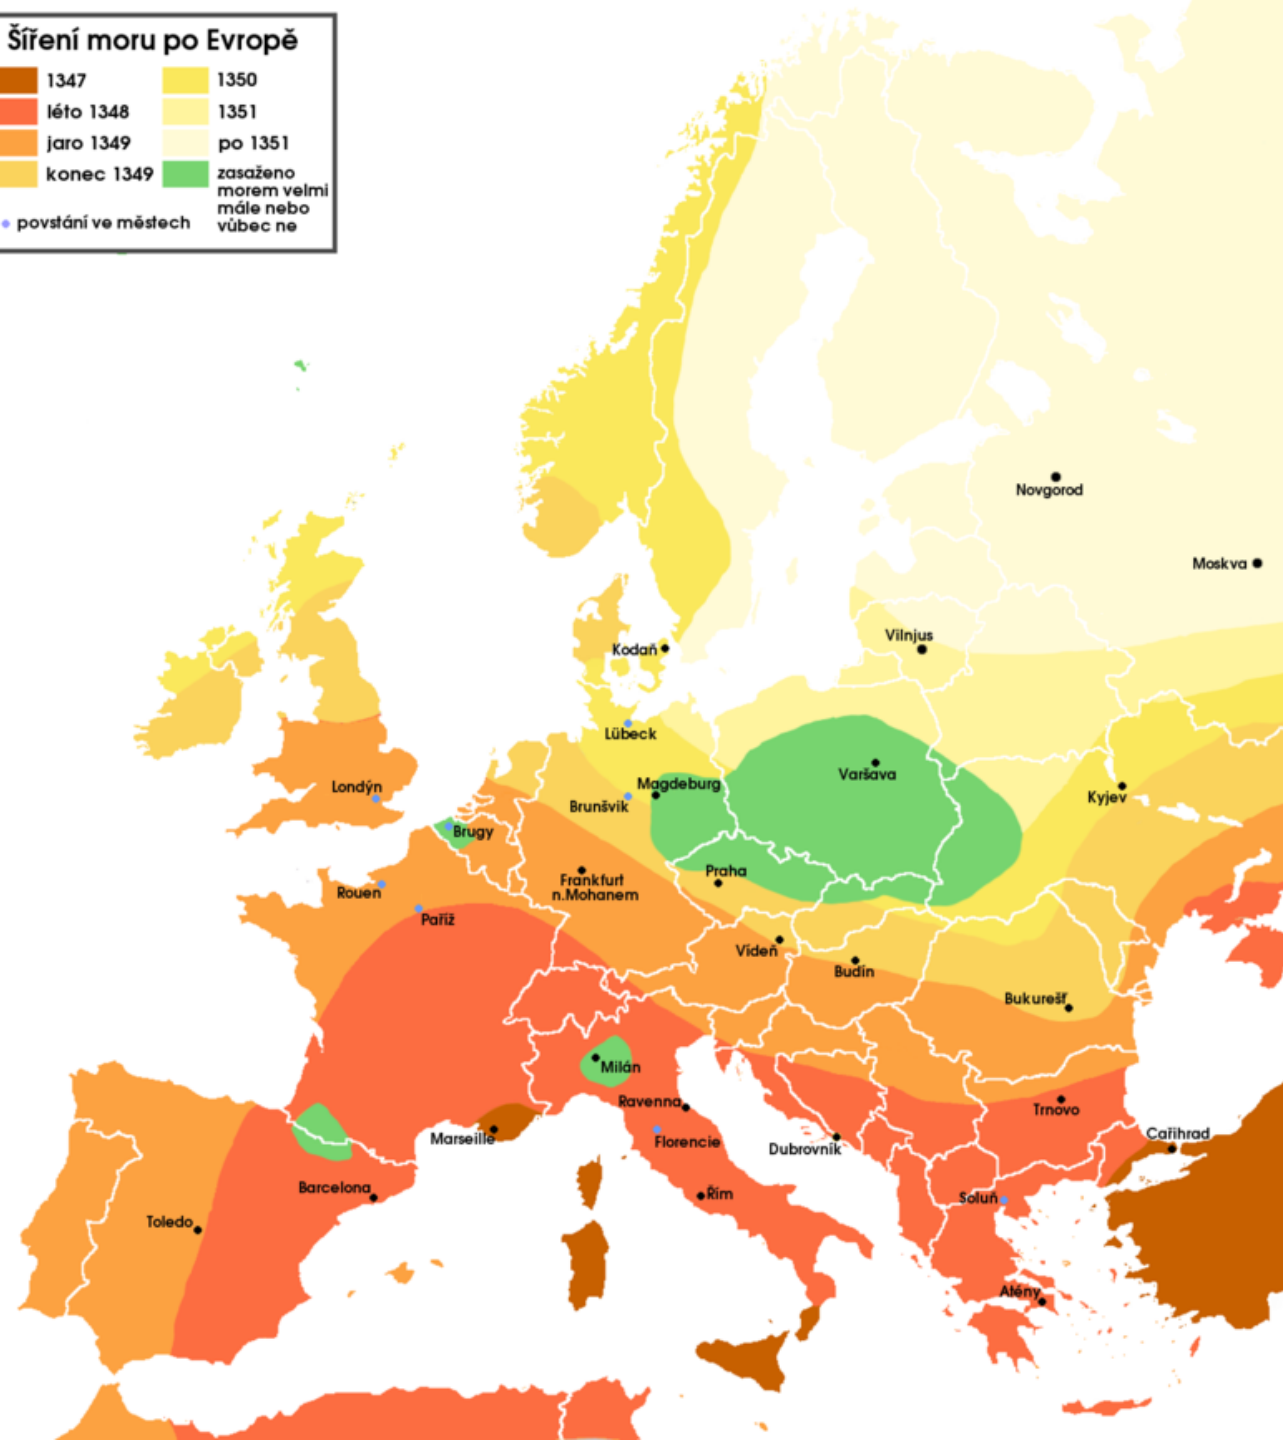 Šíření moru po Evropě
1347
léto 1348
jaro 1349
konec 1349
1350
1351
po 1351
zasaženo
morem velmi
mále nebo
vůbec ne
povstání ve městech
Novgorod
Moskva
Vilnjus
Kodaň
Lübeck
Varšava
Magdeburg
Londýn
Brunšvik
Kyjev
Brugy
Praha
Frankfurt
n.Mohanem
Rouen
Paříž
Vídeň
Budín
Bukurešť
Milán
Ravenna
Trnovo
Marseille
Florencie
Dubrovník
Cařihrad
Barcelona
Řím
Soluň
Toledo
Atény